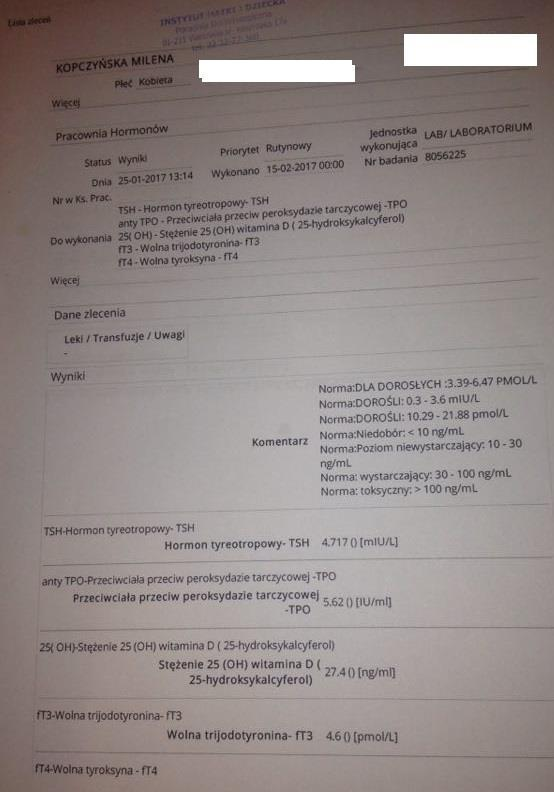 Lista zleceń
INSTYTUT MATKI I DZIECKA
KOPCZYŃSKA MILENA
Płeć Kobieta
Więcej
Pracownia Hormonów
Status Wyniki
Priorytet Rutynowy
Jednostka wykonująca LAB/ LABORATORIUM
Dnia 25-01-2017 13:14
Wykonano 15-02-2017 00:00
Nr badania 8056225
Nr w Ks. Prac.
Do wykonania
TSH - Hormon tyreotropowy- TSH
anty TPO - Przeciwciała przeciw peroksydazie tarczycowej -TPO
25( OH) - Stężenie 25 (OH) witamina D ( 25-hydroksykalcyferol)
fT3 - Wolna trijodotyronina- fT3
fT4 - Wolna tyroksyna - fT4
Więcej
Dane zlecenia
Leki / Transfuzje / Uwagi
-
Wyniki
Komentarz
Norma:DLA DOROSŁYCH :3.39-6.47 PMOL/L
Norma:DOROŚLI: 0.3 - 3.6 mIU/L
Norma:DOROŚLI: 10.29 - 21.88 pmol/L
Norma:Niedobór: < 10 ng/mL
Norma:Poziom niewystarczający: 10 - 30
ng/mL
Norma: wystarczający: 30 - 100 ng/mL
Norma: toksyczny: > 100 ng/mL
TSH-Hormon tyreotropowy- TSH
Hormon tyreotropowy- TSH 4.717 () [mIU/L]
anty TPO-Przeciwciała przeciw peroksydazie tarczycowej -TPO
Przeciwciała przeciw peroksydazie tarczycowej
-TPO 5.62 () [IU/ml]
25( OH)-Stężenie 25 (OH) witamina D ( 25-hydroksykalcyferol)
Stężenie 25 (OH) witamina D (
25-hydroksykalcyferol) 27.4 () [ng/ml]
fT3-Wolna trijodotyronina- fT3
Wolna trijodotyronina- fT3 4.6 () [pmol/L]
fT4-Wolna tyroksyna - fT4